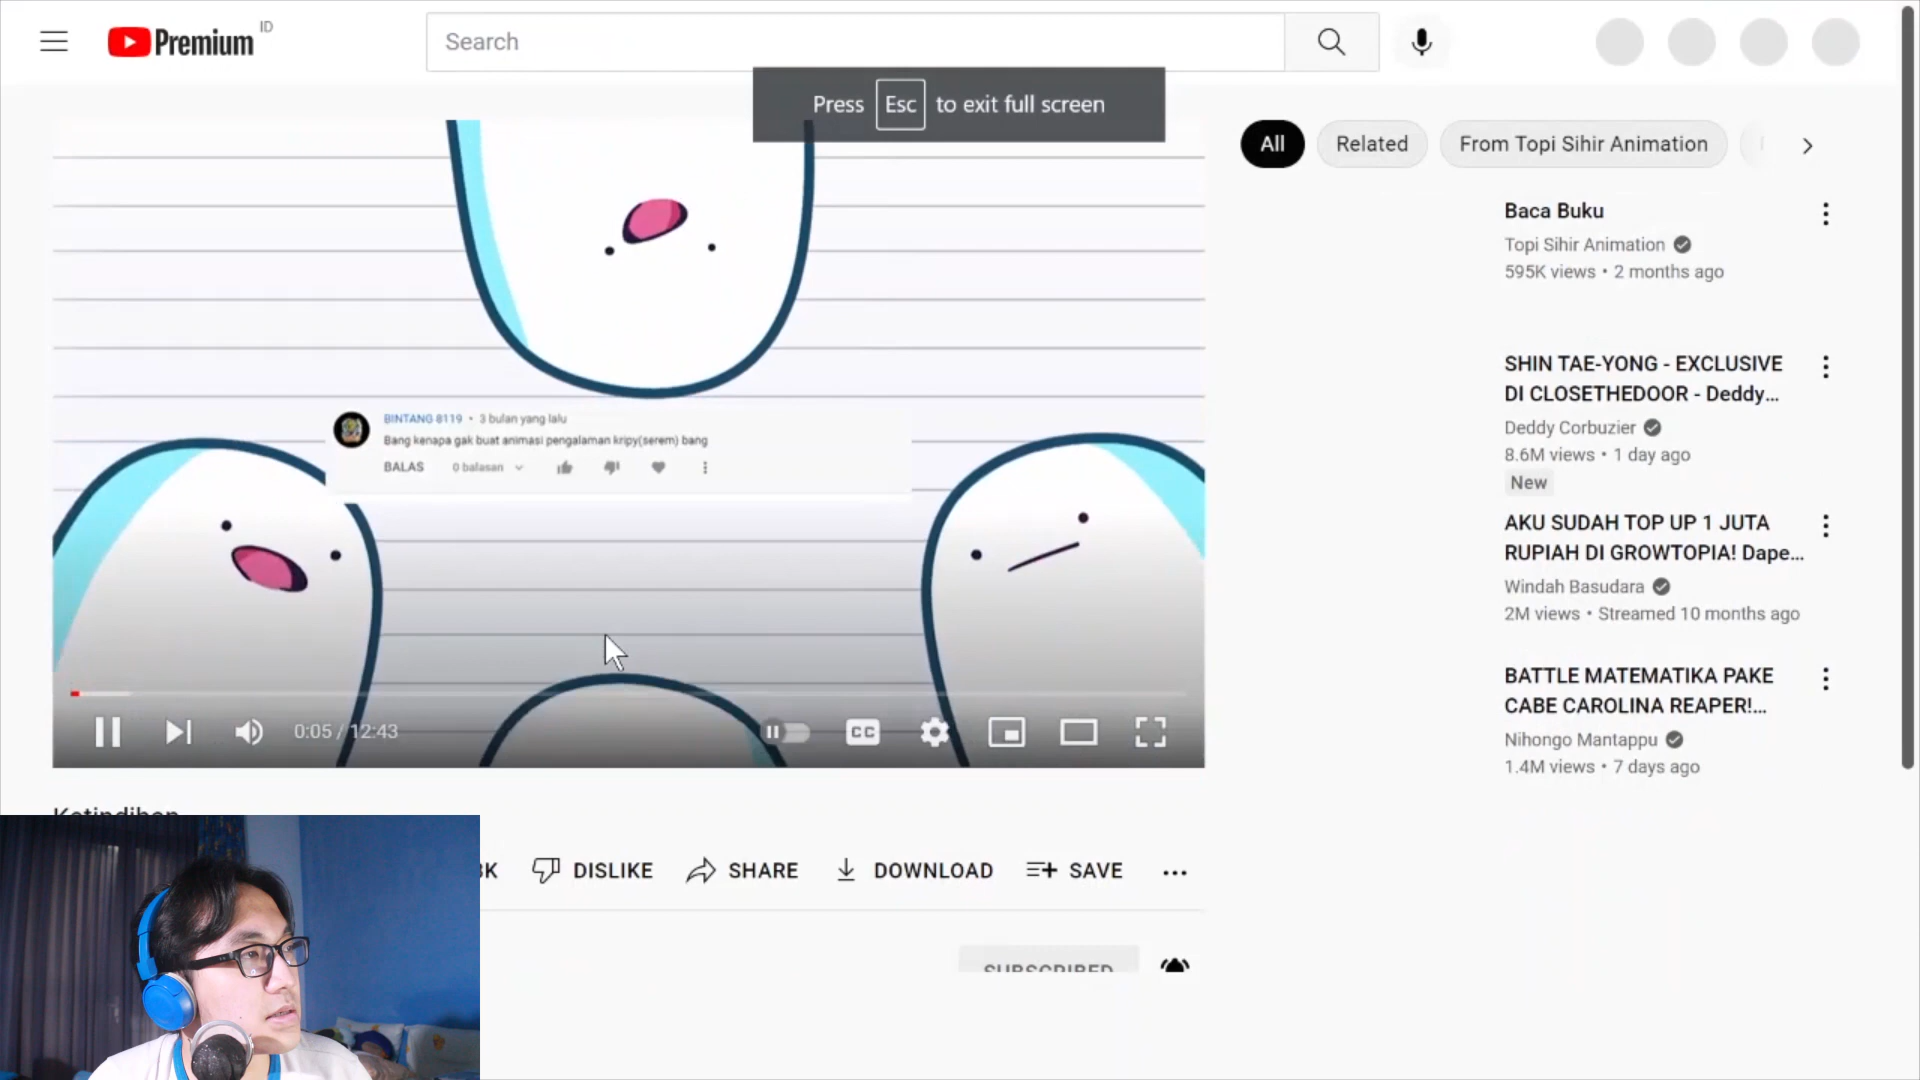 Premium ID
Search
Press Esc to exit full screen
All
Related
From Topi Sihir Animation
BINTANG 8119 • 3 bulan yang lalu
Bang kenapa gak buat animasi pengalaman kripy(serem) bang
BALAS 0 balasan
0:05 / 12:43
CC
DISLIKE
SHARE
DOWNLOAD
SAVE
SUBSCRIBED
Baca Buku
Topi Sihir Animation
595K views • 2 months ago
SHIN TAE-YONG - EXCLUSIVE
DI CLOSETHEDOOR - Deddy...
Deddy Corbuzier
8.6M views • 1 day ago
New
AKU SUDAH TOP UP 1 JUTA
RUPIAH DI GROWTOPIA! Dape...
Windah Basudara
2M views • Streamed 10 months ago
BATTLE MATEMATIKA PAKE
CABE CAROLINA REAPER!...
Nihongo Mantappu
1.4M views • 7 days ago